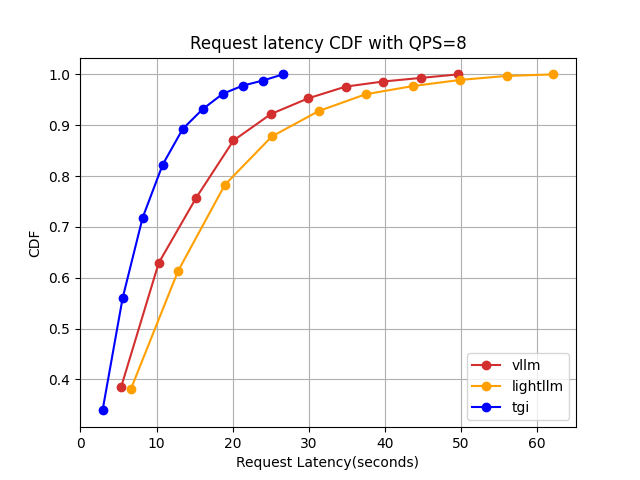 Request latency CDF with QPS=8
1.0
0.9
0.8
0.7
0.6
0.5
0.4
CDF
0
10
20
30
40
50
60
Request Latency(seconds)
vllm
lightllm
tgi